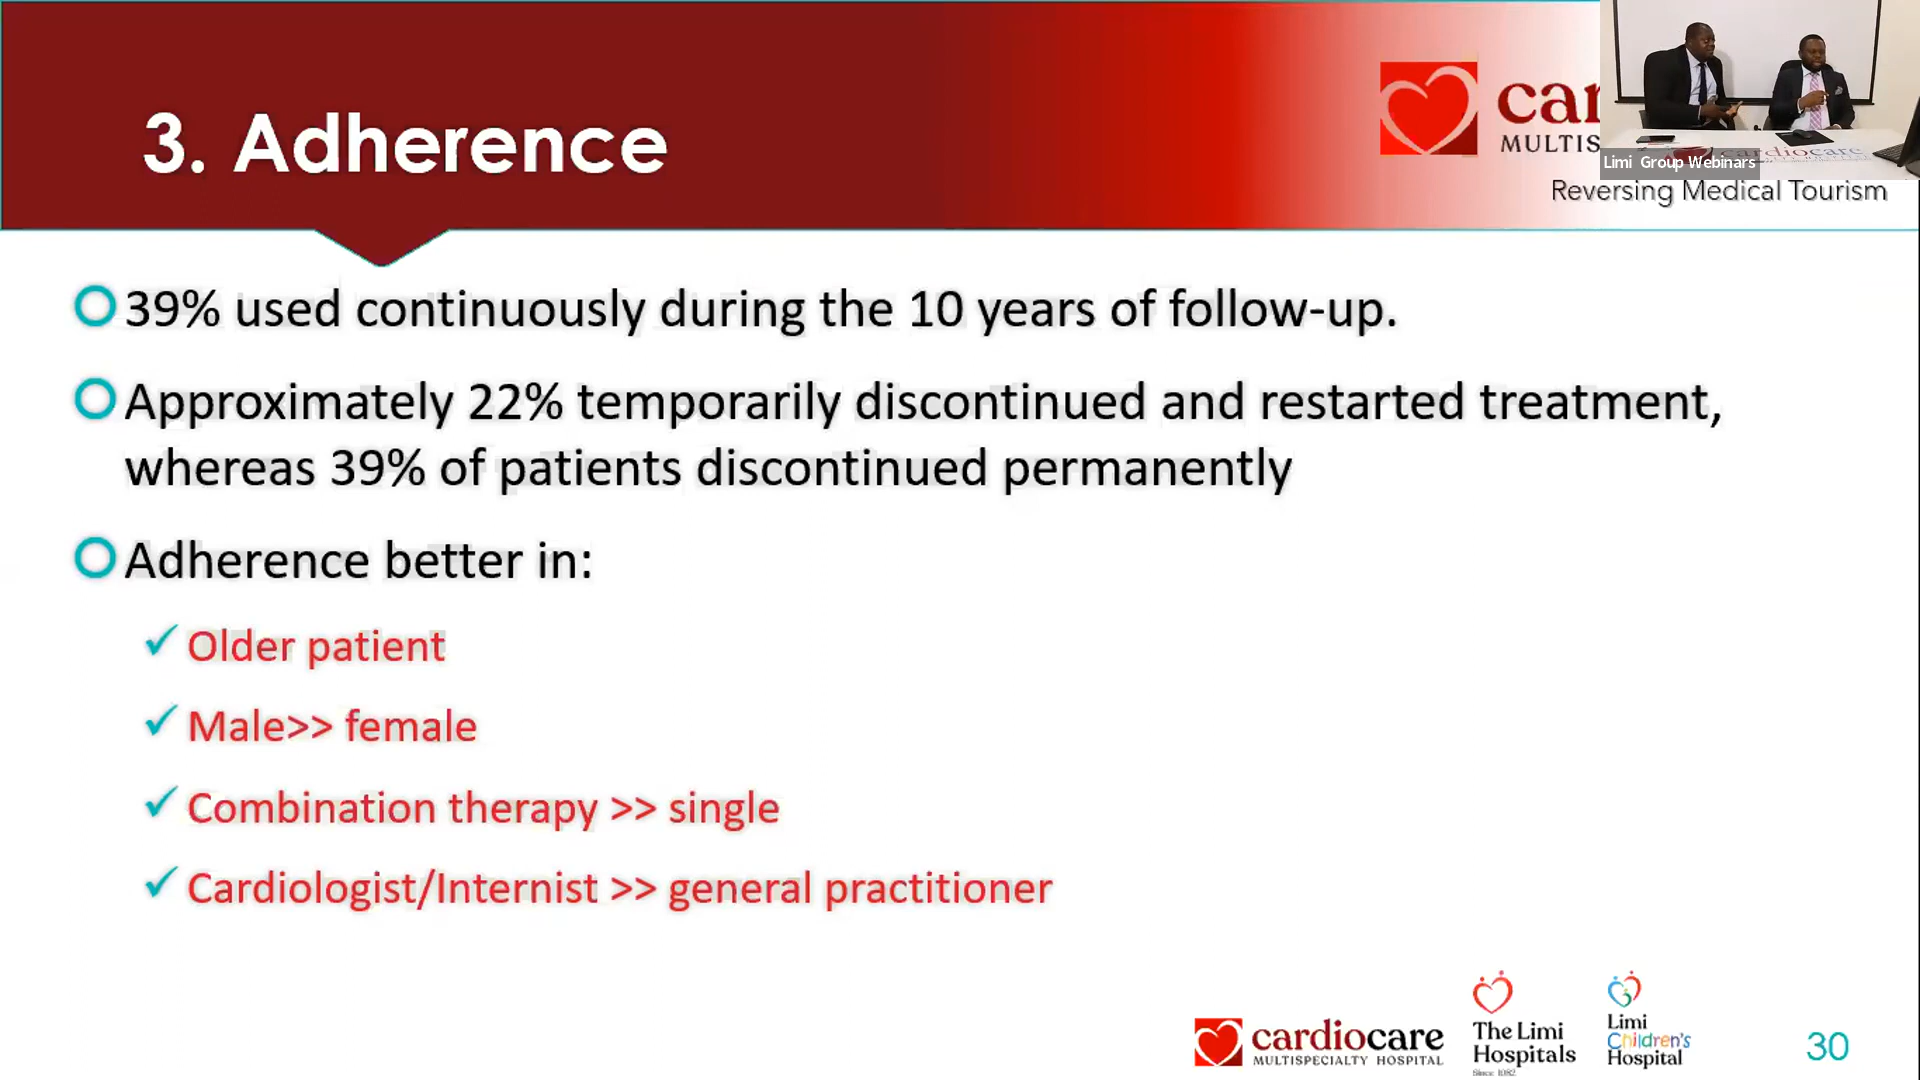 3. Adherence
car
MULTIS
Limi Group Webinars
cardiocare
Reversing Medical Tourism
39% used continuously during the 10 years of follow-up.
Approximately 22% temporarily discontinued and restarted treatment,
whereas 39% of patients discontinued permanently
Adherence better in:
Older patient
Male>> female
Combination therapy >> single
Cardiologist/Internist >> general practitioner
cardiocare
MULTISPECIALTY HOSPITAL
The Limi
Hospitals
Since 1982
Limi
Children's
Hospital
30